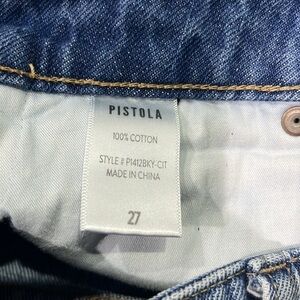 PISTOLA
100% COTTON
STYLE # P1412BKY-CIT
MADE IN CHINA
27